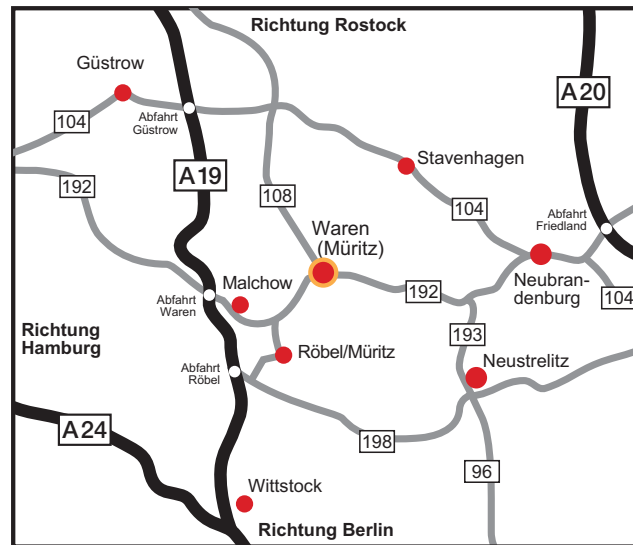 Richtung Rostock
Güstrow
A20
104
Abfahrt
Güstrow
Stavenhagen
A19
192
108
104
Abfahrt
Friedland
Waren
(Müritz)
Malchow
192
Neubran-
denburg
104
Abfahrt
Waren
Richtung
Hamburg
193
Röbel/Müritz
Neustrelitz
Abfahrt
Röbel
A24
198
96
Wittstock
Richtung Berlin